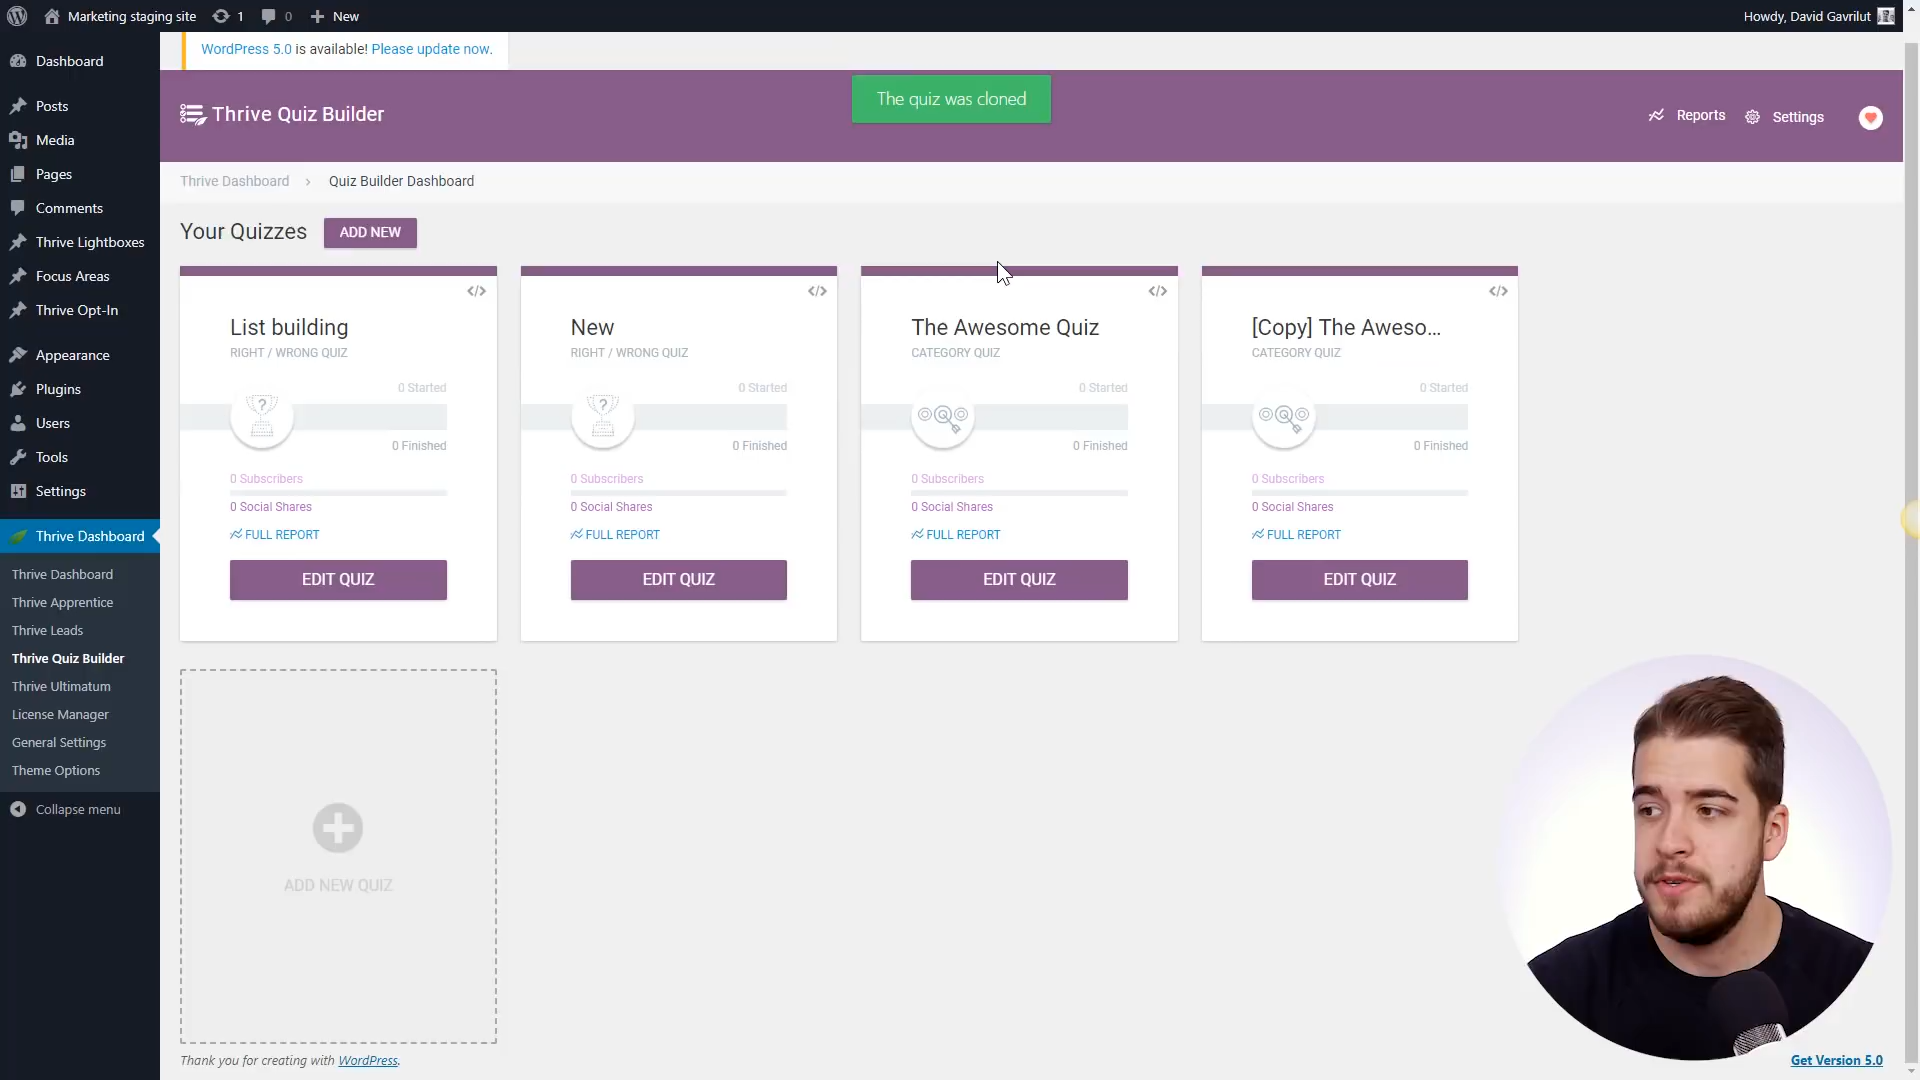 Marketing staging site 1 0 New Howdy, David Gavrilut
WordPress 5.0 is available! Please update now.
Dashboard
Posts
Media
Pages
Comments
Thrive Lightboxes
Focus Areas
Thrive Opt-In
Appearance
Plugins
Users
Tools
Settings
Thrive Dashboard
Thrive Dashboard
Thrive Apprentice
Thrive Leads
Thrive Quiz Builder
Thrive Ultimatum
License Manager
General Settings
Theme Options
Collapse menu
Thrive Quiz Builder
The quiz was cloned
Reports Settings
Thrive Dashboard > Quiz Builder Dashboard
Your Quizzes ADD NEW
List building
RIGHT / WRONG QUIZ
0 Started
0 Finished
0 Subscribers
0 Social Shares
FULL REPORT
EDIT QUIZ
New
RIGHT / WRONG QUIZ
0 Started
0 Finished
0 Subscribers
0 Social Shares
FULL REPORT
EDIT QUIZ
The Awesome Quiz
CATEGORY QUIZ
0 Started
0 Finished
0 Subscribers
0 Social Shares
FULL REPORT
EDIT QUIZ
[Copy] The Aweso...
CATEGORY QUIZ
0 Started
0 Finished
0 Subscribers
0 Social Shares
FULL REPORT
EDIT QUIZ
ADD NEW QUIZ
Thank you for creating with WordPress.
Get Version 5.0